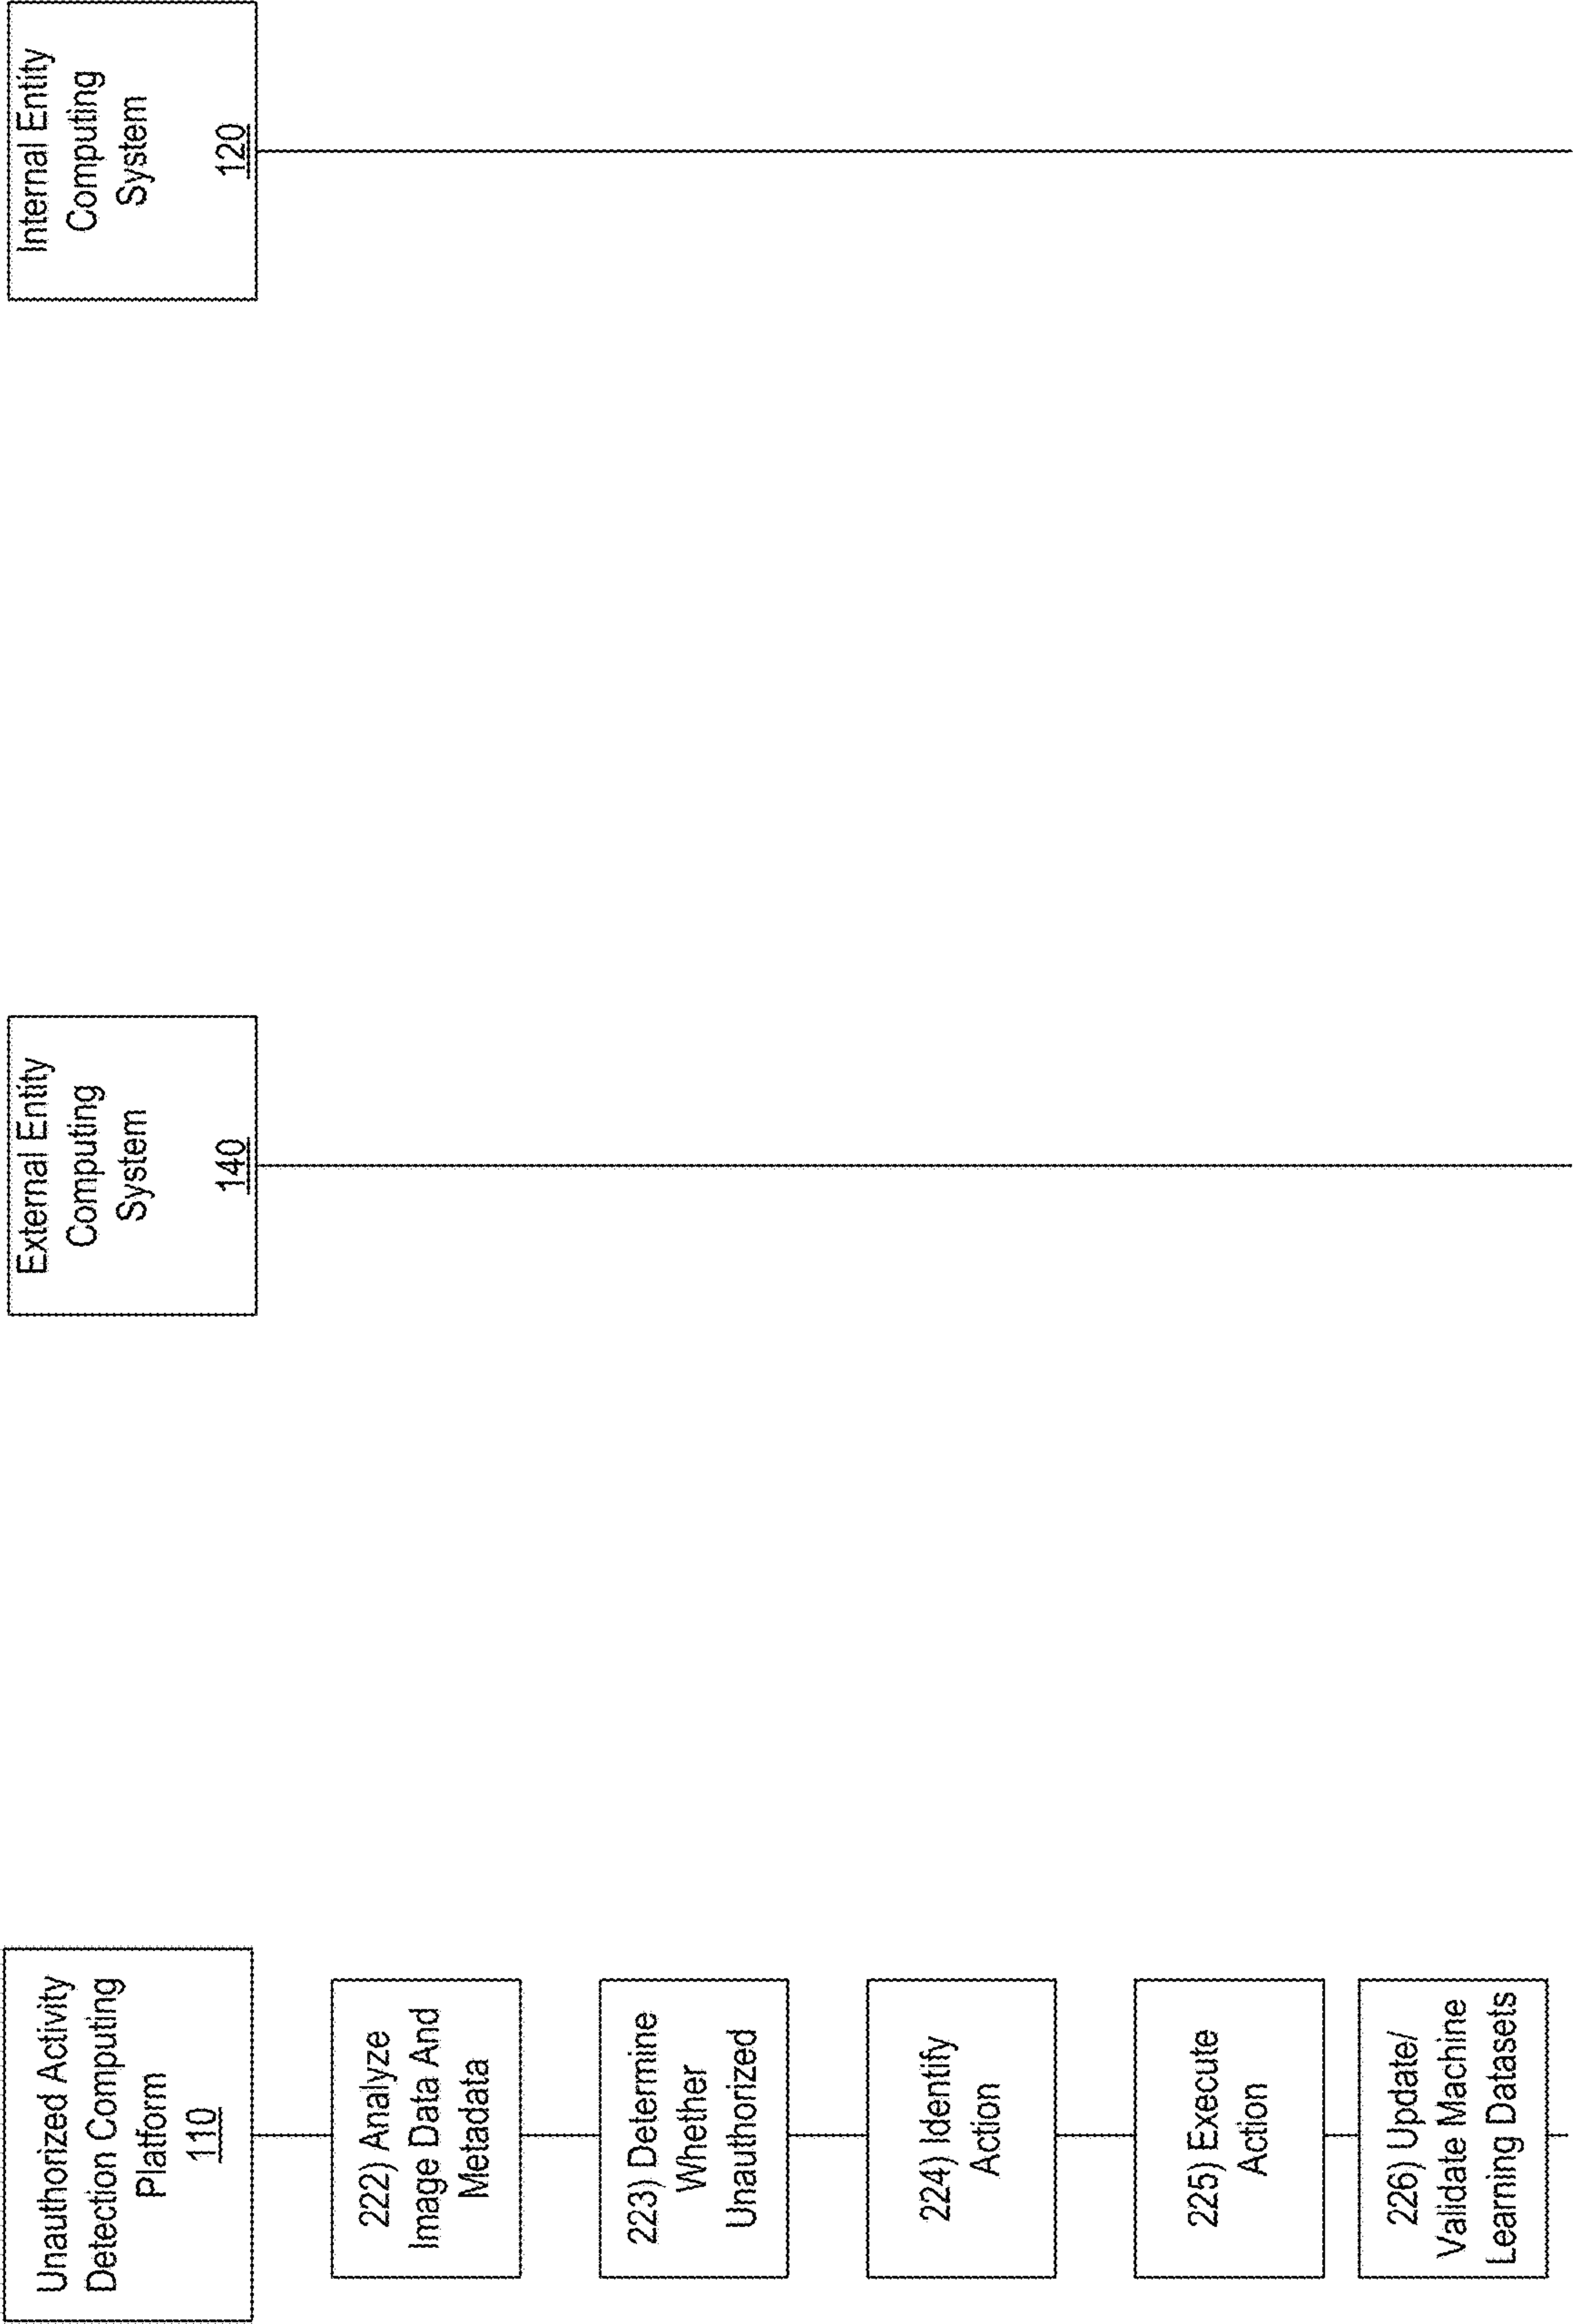 Unauthorized Activity
Detection Computing
Platform
110
External Entity
Computing
System
140
Internal Entity
Computing
System
120
222) Analyze
Image Data And
Metadata
223) Determine
Whether
Unauthorized
224) Identify
Action
225) Execute
Action
226) Update/
Validate Machine
Learning Datasets